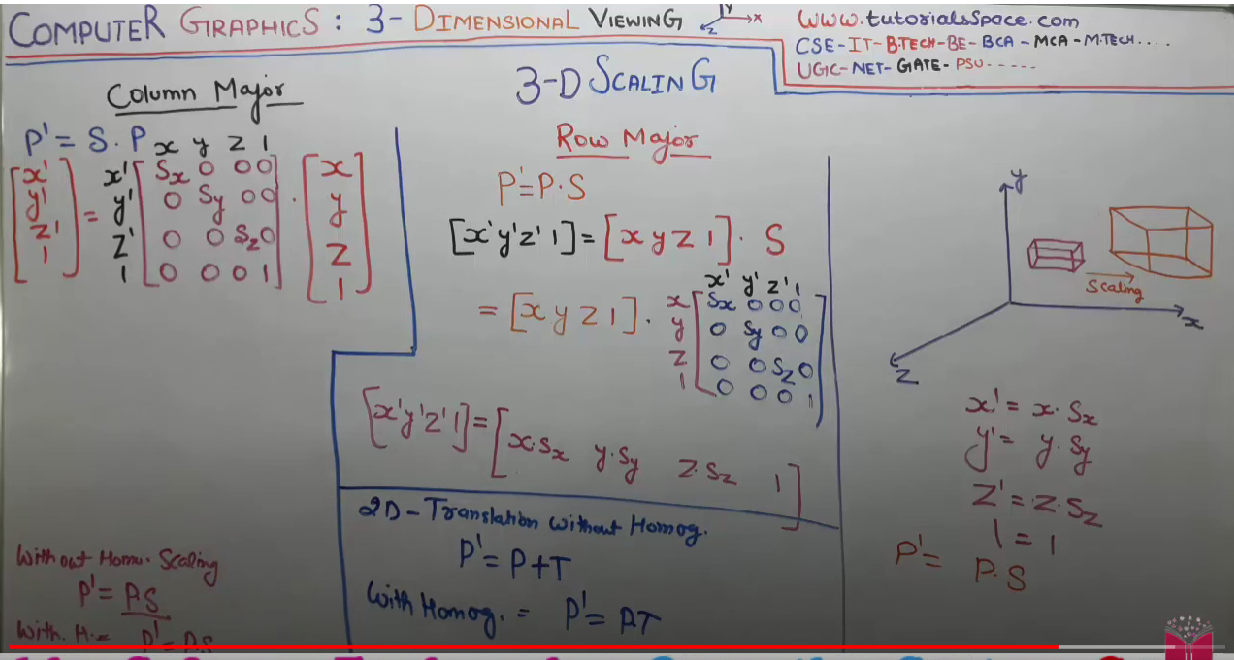 COMPUTER GRAPHICS : 3- DIMENSIONAL VIEWING
y
x
z
www.tutorialsSpace.com
CSE-IT-B.TECH-BE-BCA-MCA-M.TECH....
UGC-NET-GATE-PSU-----
3-D SCALING
Column Major
P' = S. P
x y z 1
[x'] x' [Sx 0 0 0] [x]
[y'] = y' [0 Sy 0 0] . [y]
[z'] z' [0 0 Sz 0] [z]
[1] 1 [0 0 0 1] [1]
Without Homo. Scaling
P' = P.S
With. H.= P' = P.S
Row Major
P'=P.S
[x' y' z' 1] = [x y z 1] . S
x' y' z' 1
= [x y z 1] . x [Sx 0 0 0]
y [0 Sy 0 0]
z [0 0 Sz 0]
1 [0 0 0 1]
[x' y' z' 1] = [x.Sx y.Sy z.Sz 1]
2D-Translation without Homog.
P' = P+T
With Homog. = P' = P.T
y
Scaling
x
z
x' = x. Sx
y' = y. Sy
z' = z. Sz
1 = 1
P' = P.S